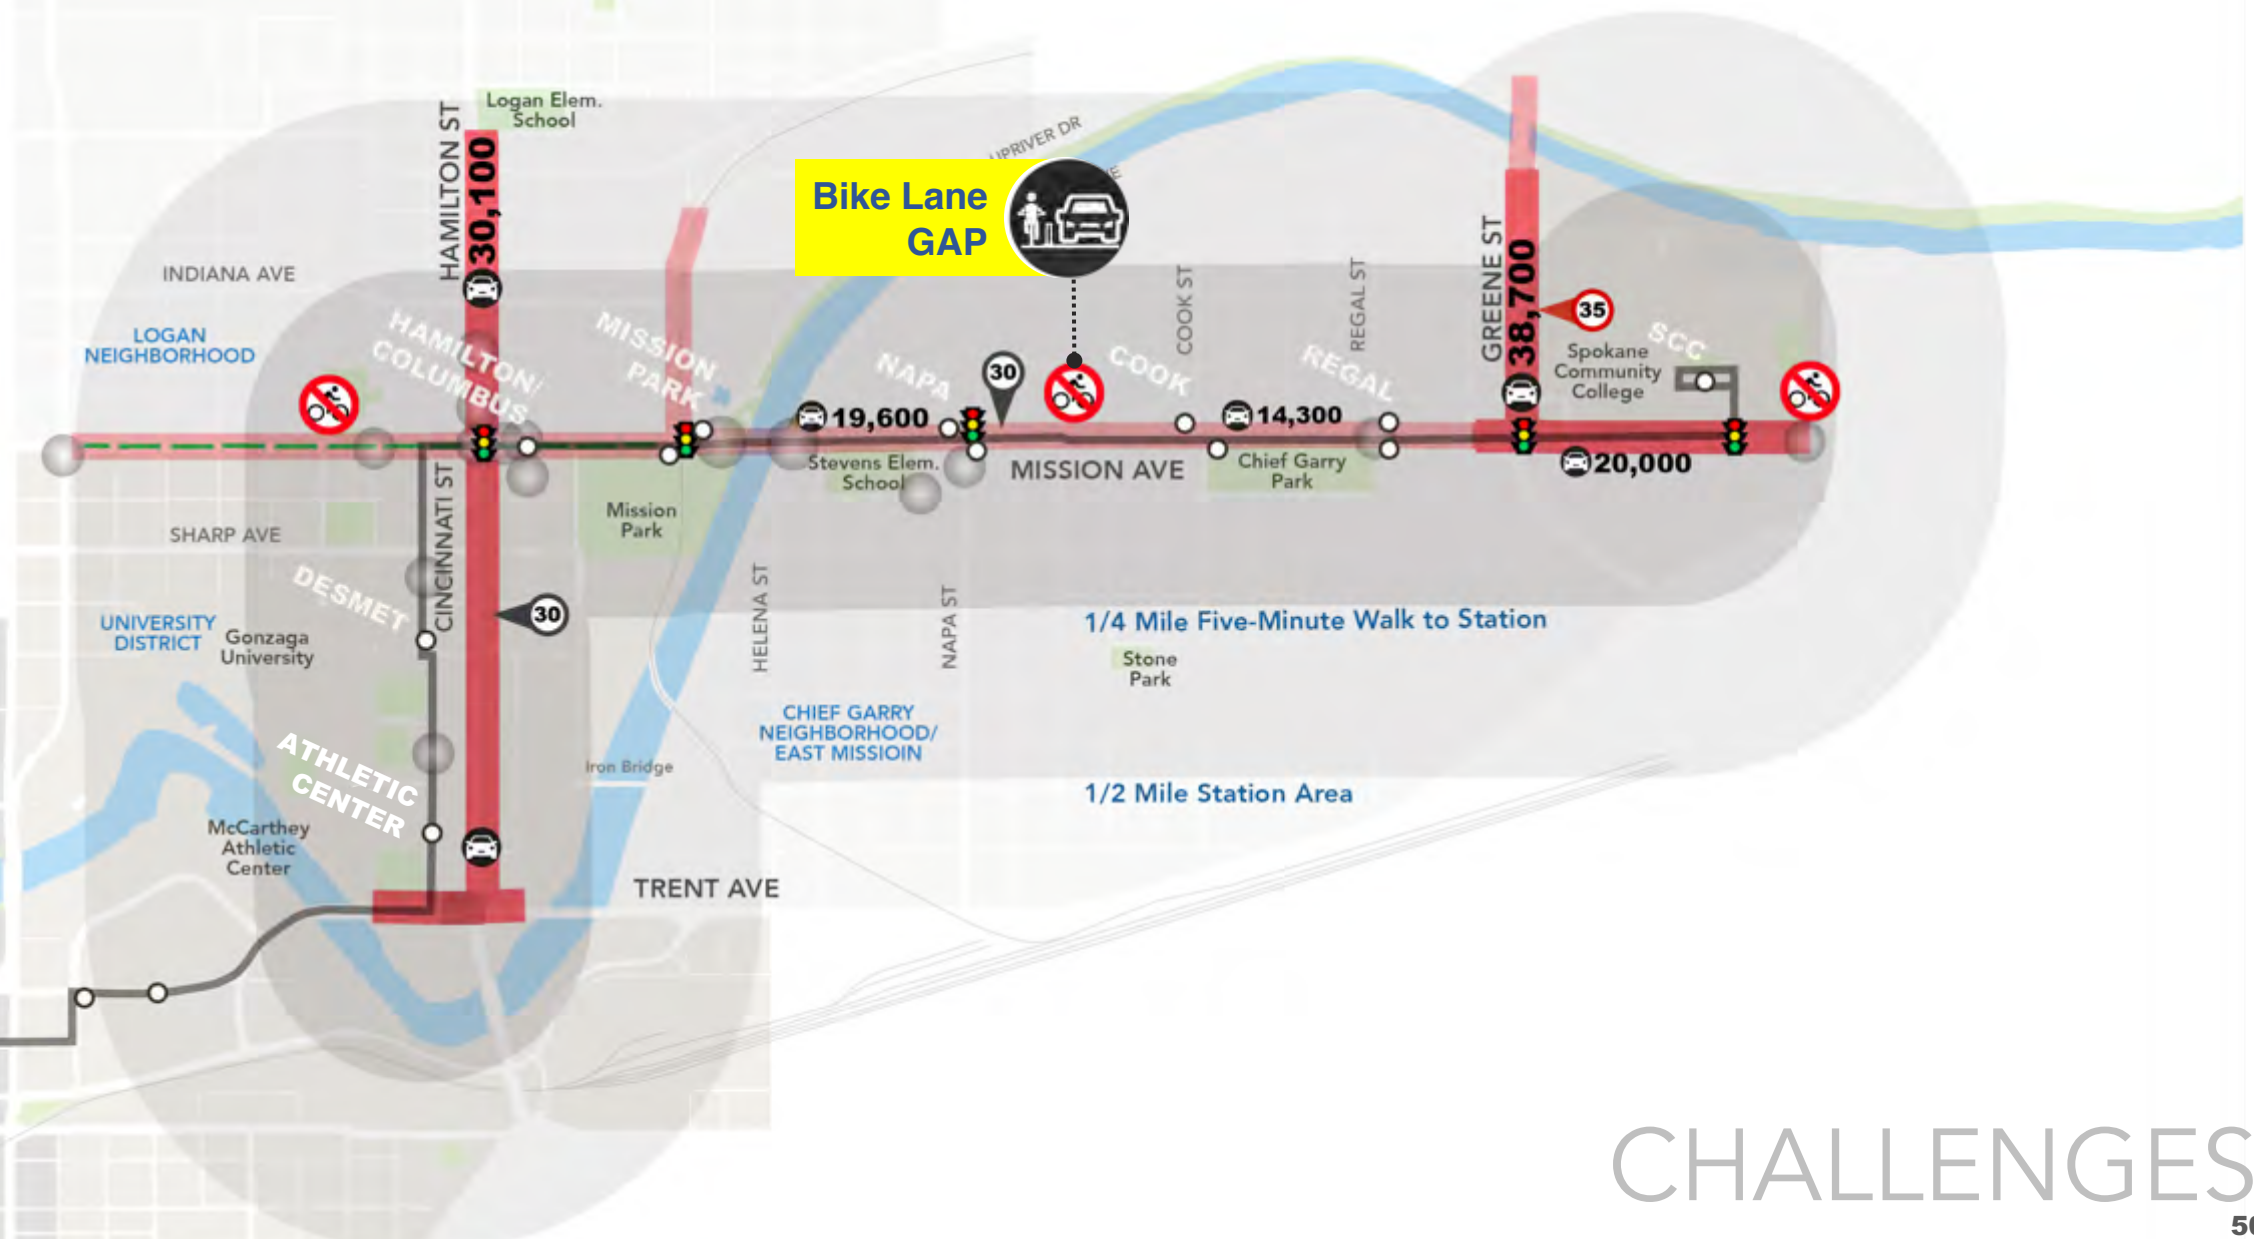 Logan Elem.
School
HAMILTON ST
30,100
UPRIVER DR
Bike Lane
GAP
INDIANA AVE
LOGAN
NEIGHBORHOOD
HAMILTON/
COLUMBUS
MISSION
PARK
NAPA
30
COOK
COOK ST
REGAL
REGAL ST
GREENE ST
38,700
35
SCC
Spokane
Community
College
19,600
14,300
20,000
Stevens Elem.
School
MISSION AVE
Chief Garry
Park
Mission
Park
SHARP AVE
CINCINNATI ST
DESMET
30
HELENA ST
NAPA ST
UNIVERSITY
DISTRICT
Gonzaga
University
1/4 Mile Five-Minute Walk to Station
Stone
Park
CHIEF GARRY
NEIGHBORHOOD/
EAST MISSIOIN
Iron Bridge
1/2 Mile Station Area
ATHLETIC
CENTER
McCarthey
Athletic
Center
TRENT AVE
CHALLENGES